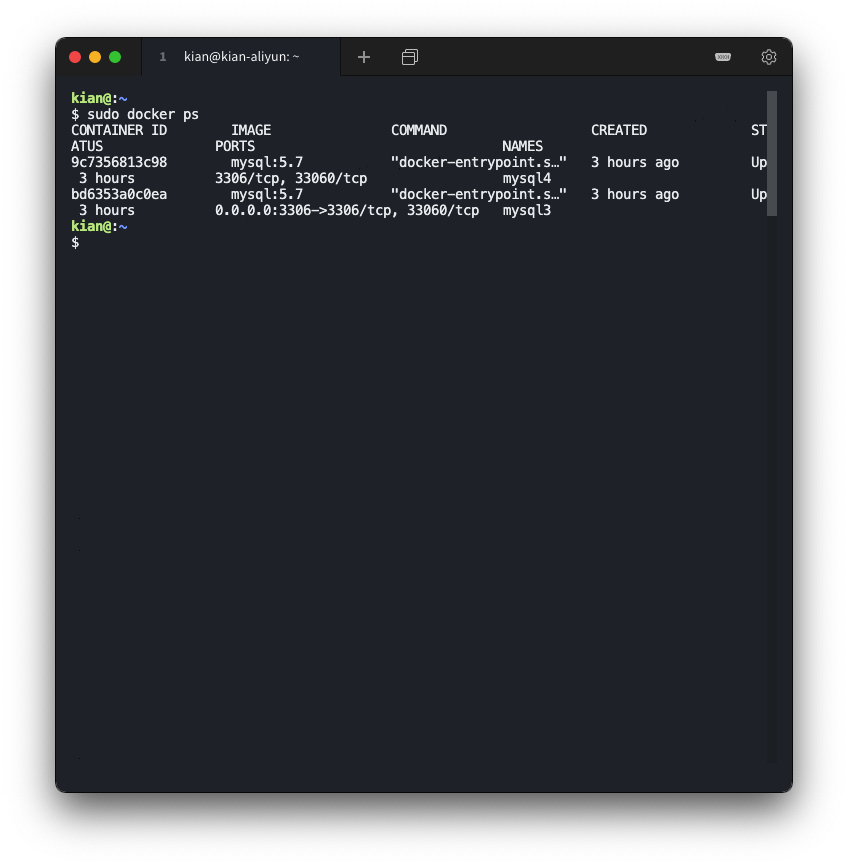 1 kian@kian-aliyun: ~
kian@:~
$ sudo docker ps
CONTAINER ID        IMAGE               COMMAND                  CREATED             ST
ATUS              PORTS                               NAMES
9c7356813c98        mysql:5.7           "docker-entrypoint.s…"   3 hours ago         Up
 3 hours          3306/tcp, 33060/tcp                 mysql4
bd6353a0c0ea        mysql:5.7           "docker-entrypoint.s…"   3 hours ago         Up
 3 hours          0.0.0.0:3306->3306/tcp, 33060/tcp   mysql3
kian@:~
$